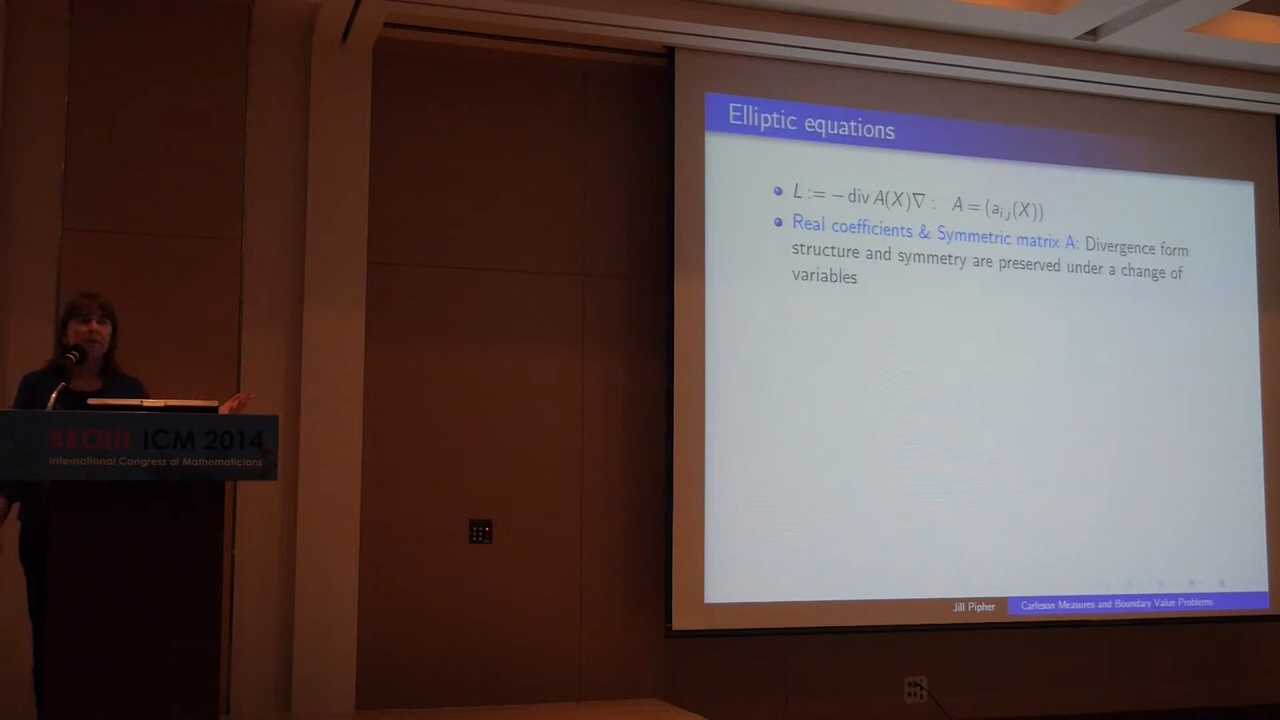 Elliptic equations
L := − div A(X)∇ : A = (a_{i,j}(X))
Real coefficients & Symmetric matrix A: Divergence form
structure and symmetry are preserved under a change of
variables
Jill Pipher
Carleson Measures and Boundary Value Problems
SEOUL ICM 2014
International Congress of Mathematicians